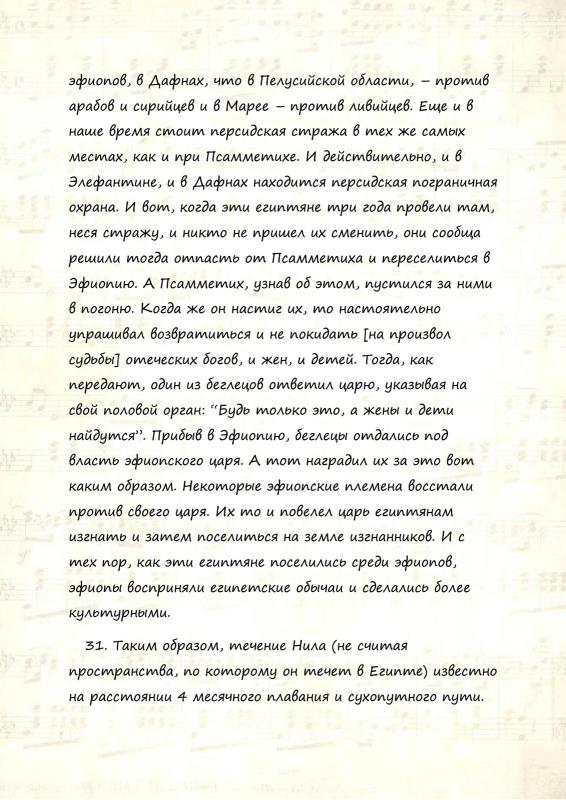 эфиопов, в Дафнах, что в Пелусийской области, – против
арабов и сирийцев и в Марее – против ливийцев. Еще и в
наше время стоит персидская стража в тех же самых
местах, как и при Псамметихе. И действительно, и в
Элефантине, и в Дафнах находится персидская пограничная
охрана. И вот, когда эти египтяне три года провели там,
неся стражу, и никто не пришел их сменить, они сообща
решили тогда отпасть от Псамметиха и переселиться в
Эфиопию. А Псамметих, узнав об этом, пустился за ними
в погоню. Когда же он настиг их, то настоятельно
упрашивал возвратиться и не покидать [на произвол
судьбы] отеческих богов, и жен, и детей. Тогда, как
передают, один из беглецов ответил царю, указывая на
свой половой орган: “Будь только это, а жены и дети
найдутся”. Прибыв в Эфиопию, беглецы отдались под
власть эфиопского царя. А тот наградил их за это вот
каким образом. Некоторые эфиопские племена восстали
против своего царя. Их то и повелел царь египтянам
изгнать и затем поселиться на земле изгнанников. И с
тех пор, как эти египтяне поселились среди эфиопов,
эфиопы восприняли египетские обычаи и сделались более
культурными.
31. Таким образом, течение Нила (не считая
пространства, по которому он течет в Египте) известно
на расстоянии 4 месячного плавания и сухопутного пути.